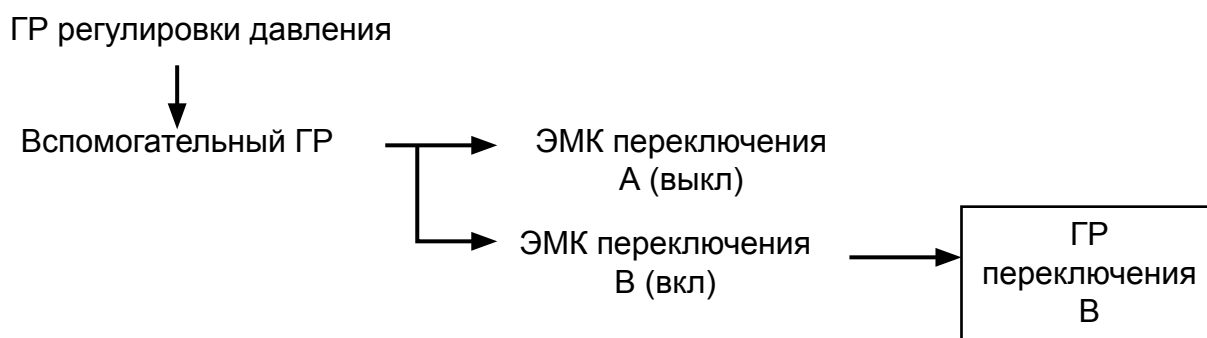 ГР регулировки давления
Вспомогательный ГР
ЭМК переключения
А (выкл)
ЭМК переключения
В (вкл)
ГР
переключения
В